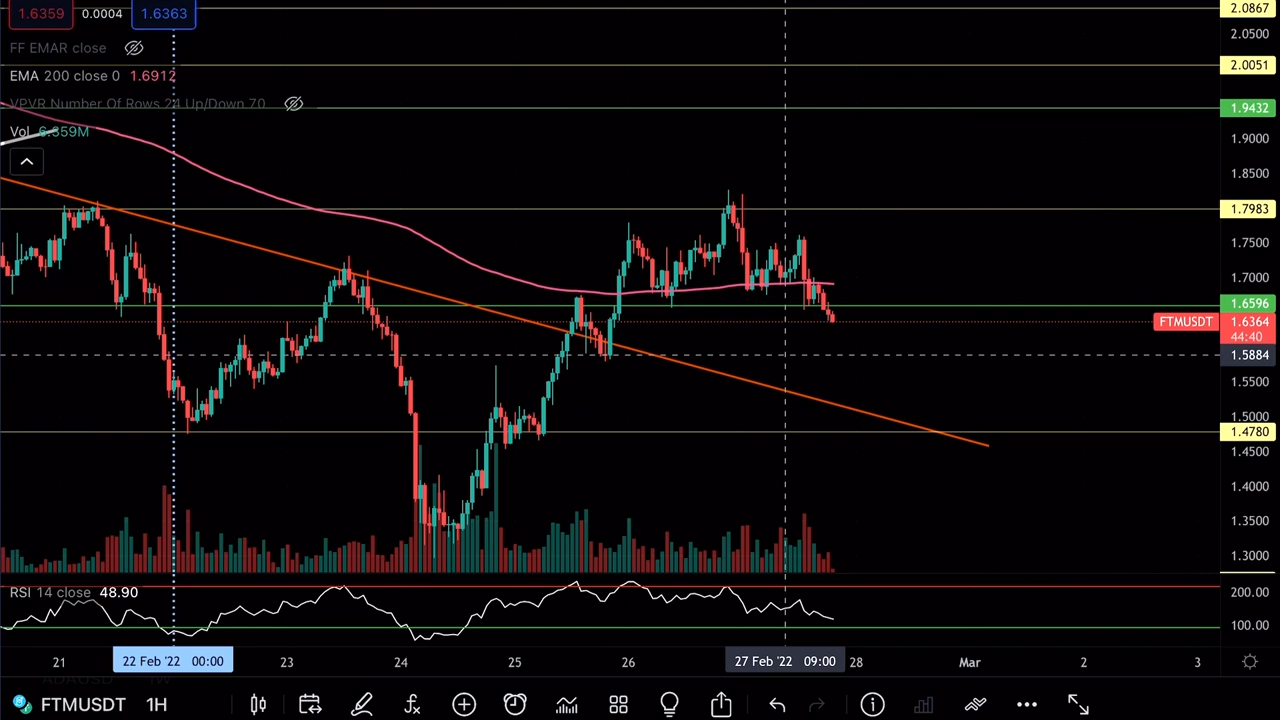 1.6359 0.0004 1.6363
FF EMAR close
EMA 200 close 0 1.6912
VPVR Number Of Rows 24 Up/Down 70
Vol 6.359M
2.0867
2.0500
2.0051
1.9432
1.9000
1.8500
1.7983
1.7500
1.7000
1.6596
FTMUSDT 1.6364
44:40
1.5884
1.5500
1.5000
1.4780
1.4500
1.4000
1.3500
1.3000
RSI 14 close 48.90
200.00
100.00
21 22 Feb '22 00:00 23 24 25 26 27 Feb '22 09:00 28 Mar 2 3
ADAUSD 1W
FTMUSDT 1H